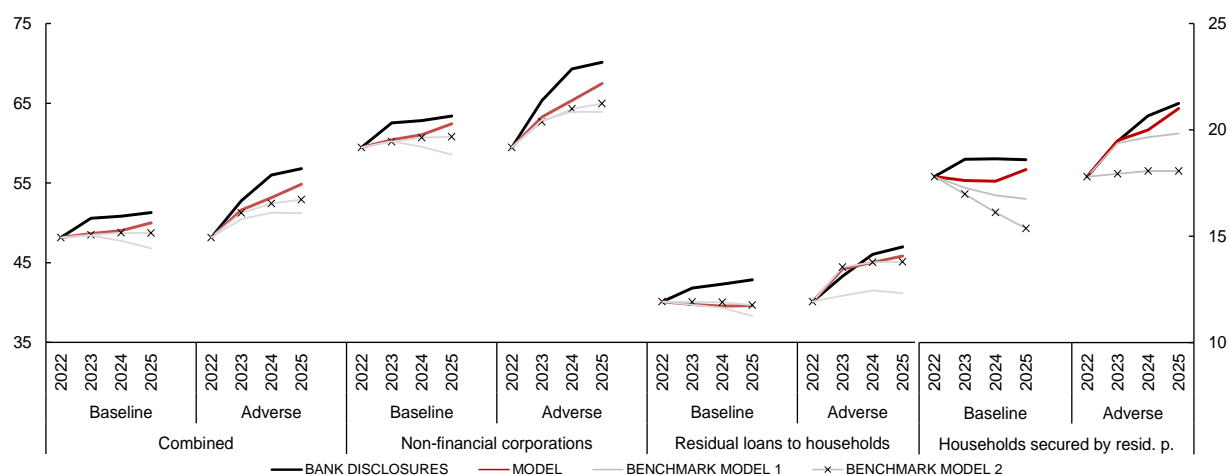 75
65
55
45
35
25
20
15
10
2022 2023 2024 2025 2022 2023 2024 2025 2022 2023 2024 2025 2022 2023 2024 2025 2022 2023 2024 2025 2022 2023 2024 2025 2022 2023 2024 2025 2022 2023 2024 2025
Baseline Adverse Baseline Adverse Baseline Adverse Baseline Adverse
Combined Non-financial corporations Residual loans to households Households secured by resid. p.
BANK DISCLOSURES MODEL BENCHMARK MODEL 1 BENCHMARK MODEL 2